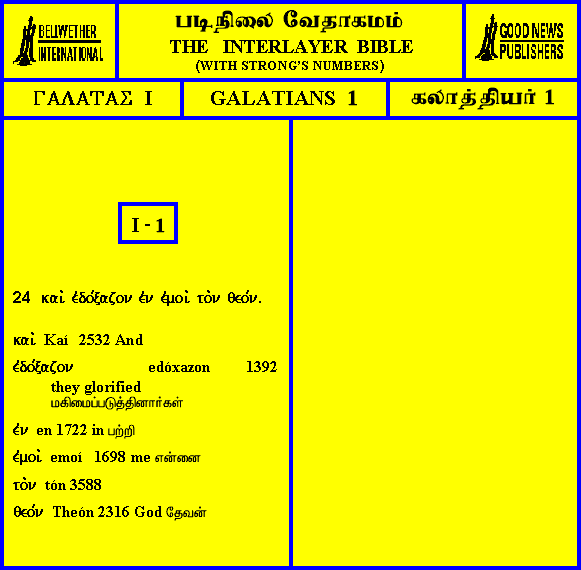 BELLWETHER
INTERNATIONAL
படிநிலை வேதாகமம்
THE INTERLAYER BIBLE
(WITH STRONG'S NUMBERS)
GOOD NEWS
PUBLISHERS
ΓΑΛΑΤΑΣ I
GALATIANS 1
கலாத்தியர் 1
I - 1
24 καὶ ἐδόξαζον ἐν ἐμοὶ τὸν θεόν.
καὶ Kaí 2532 And
ἐδόξαζον edóxazon 1392
they glorified
மகிமைப்படுத்தினார்கள்
ἐν en 1722 in பற்றி
ἐμοὶ emoí 1698 me என்னை
τὸν tón 3588
θεόν Theón 2316 God தேவன்